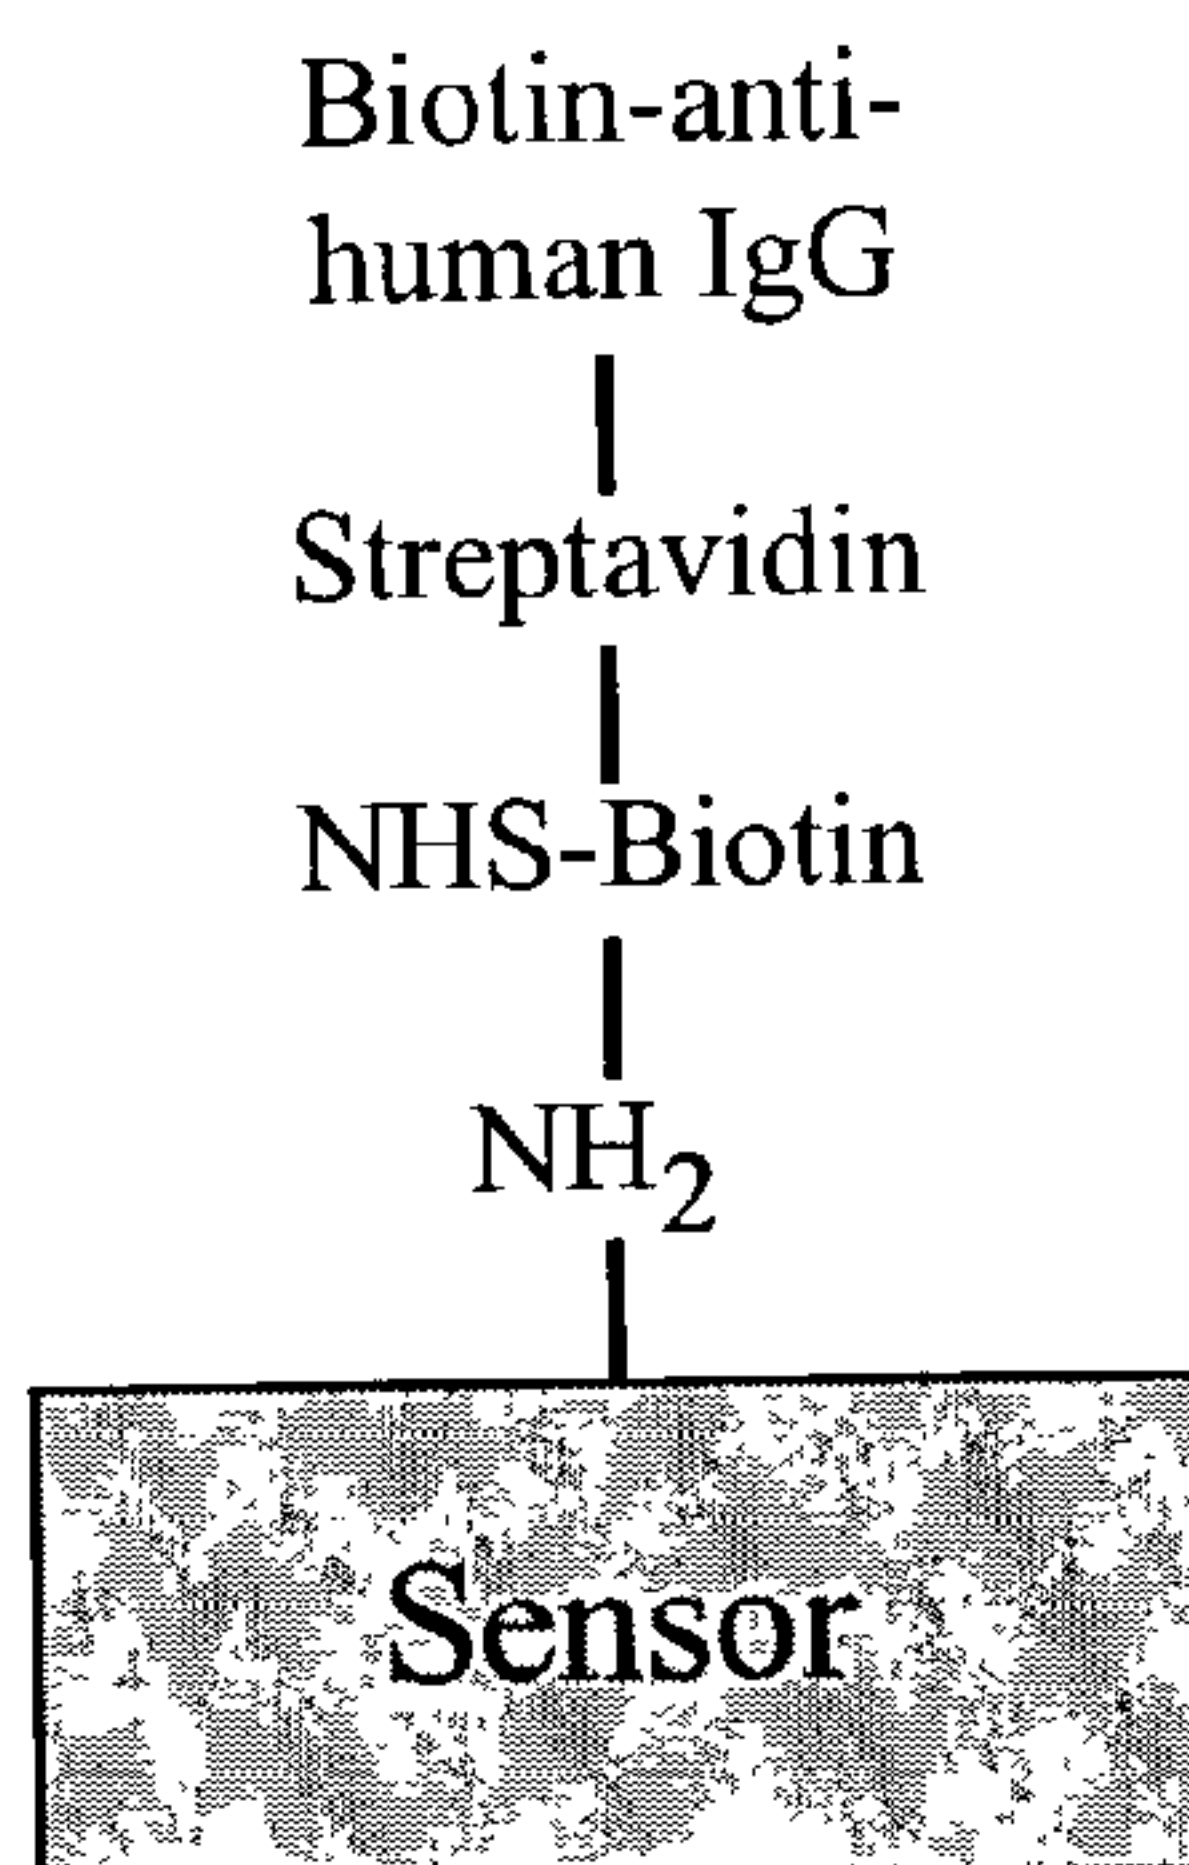 Biotin-anti-
human IgG
Streptavidin
NHS-Biotin
NH₂
Sensor